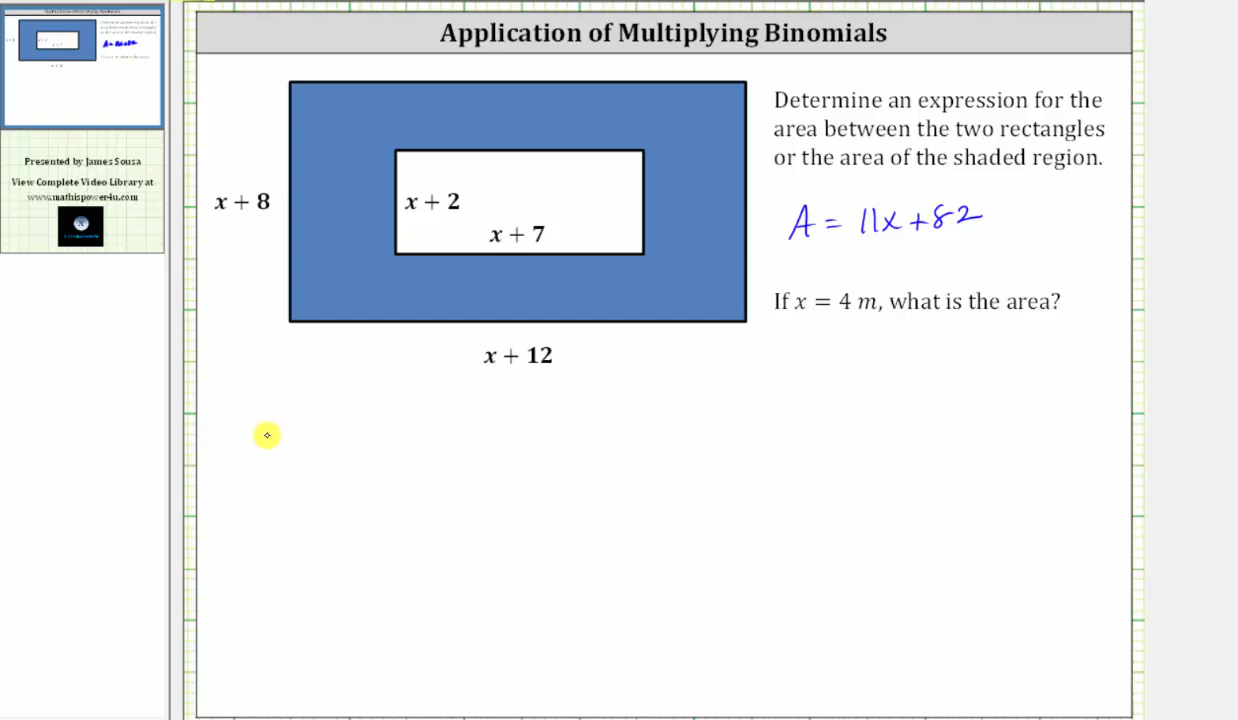 Application of Multiplying Binomials
Determine an expression for the
area between the two rectangles
or the area of the shaded region.
x + 8
x + 2
x + 7
A = 11x + 82
If x = 4 m, what is the area?
x + 12
Presented by James Sousa
View Complete Video Library at
www.mathispower4u.com